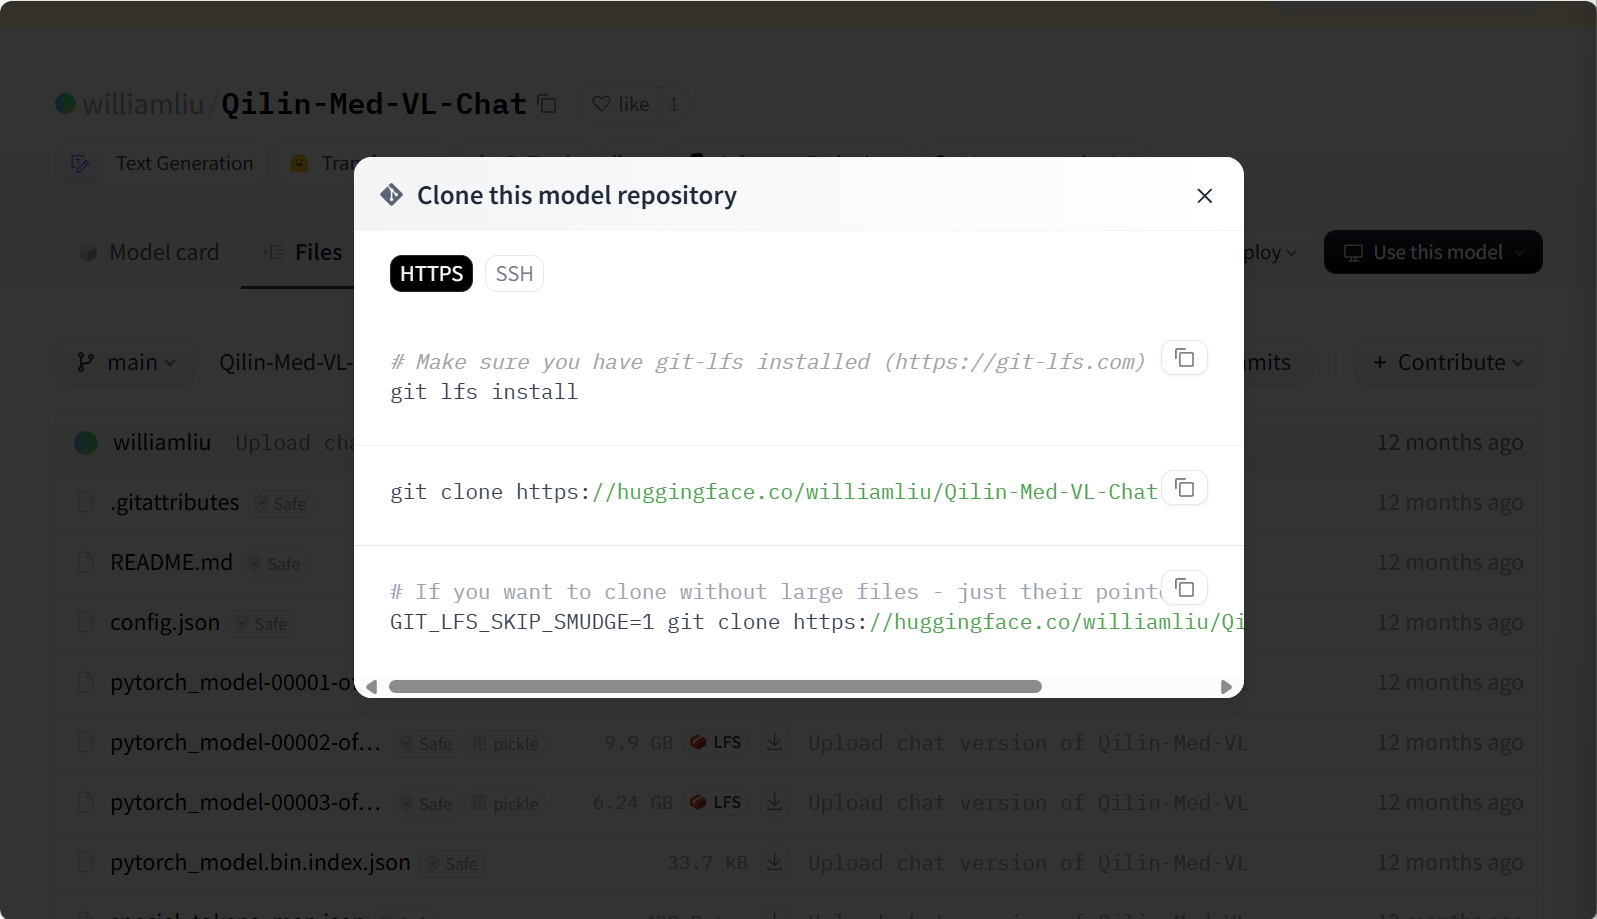 williamliu/Qilin-Med-VL-Chat
like 1
Text Generation
Clone this model repository
Model card
Files
Use this model
HTTPS SSH
main
Qilin-Med-VL-
Contribute
# Make sure you have git-lfs installed (https://git-lfs.com)
git lfs install
williamliu Upload
12 months ago
git clone https://huggingface.co/williamliu/Qilin-Med-VL-Chat
.gitattributes Safe
12 months ago
README.md Safe
12 months ago
# If you want to clone without large files - just their
GIT_LFS_SKIP_SMUDGE=1 git clone https://huggingface.co/williamliu/Qi
config.json Safe
12 months ago
pytorch_model-00001-o
12 months ago
pytorch_model-00002-of... Safe pickle 9.9 GB LFS Upload chat version of Qilin-Med-VL 12 months ago
pytorch_model-00003-of... Safe pickle 6.24 GB LFS Upload chat version of Qilin-Med-VL 12 months ago
pytorch_model.bin.index.json Safe 33.7 kB Upload chat version of Qilin-Med-VL 12 months ago